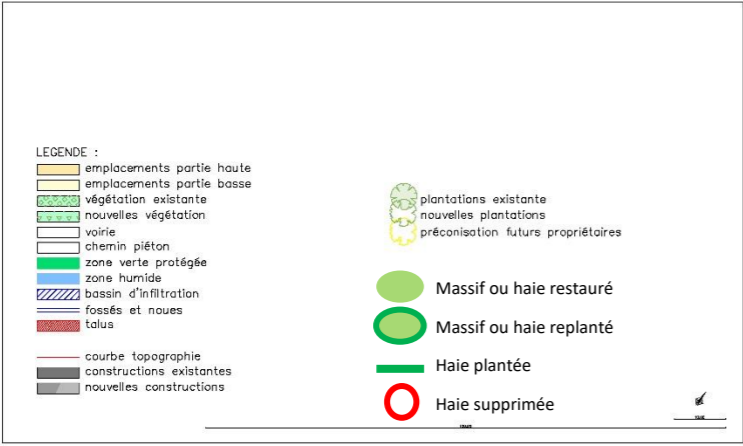 LEGENDE :
emplacements partie haute
emplacements partie basse
végétation existante
nouvelles végétation
voirie
chemin piéton
zone verte protégée
zone humide
bassin d'infiltration
fossés et noues
talus
courbe topographie
constructions existantes
nouvelles constructions
plantations existante
nouvelles plantations
préconisation futurs propriétaires
Massif ou haie restauré
Massif ou haie replanté
Haie plantée
Haie supprimée